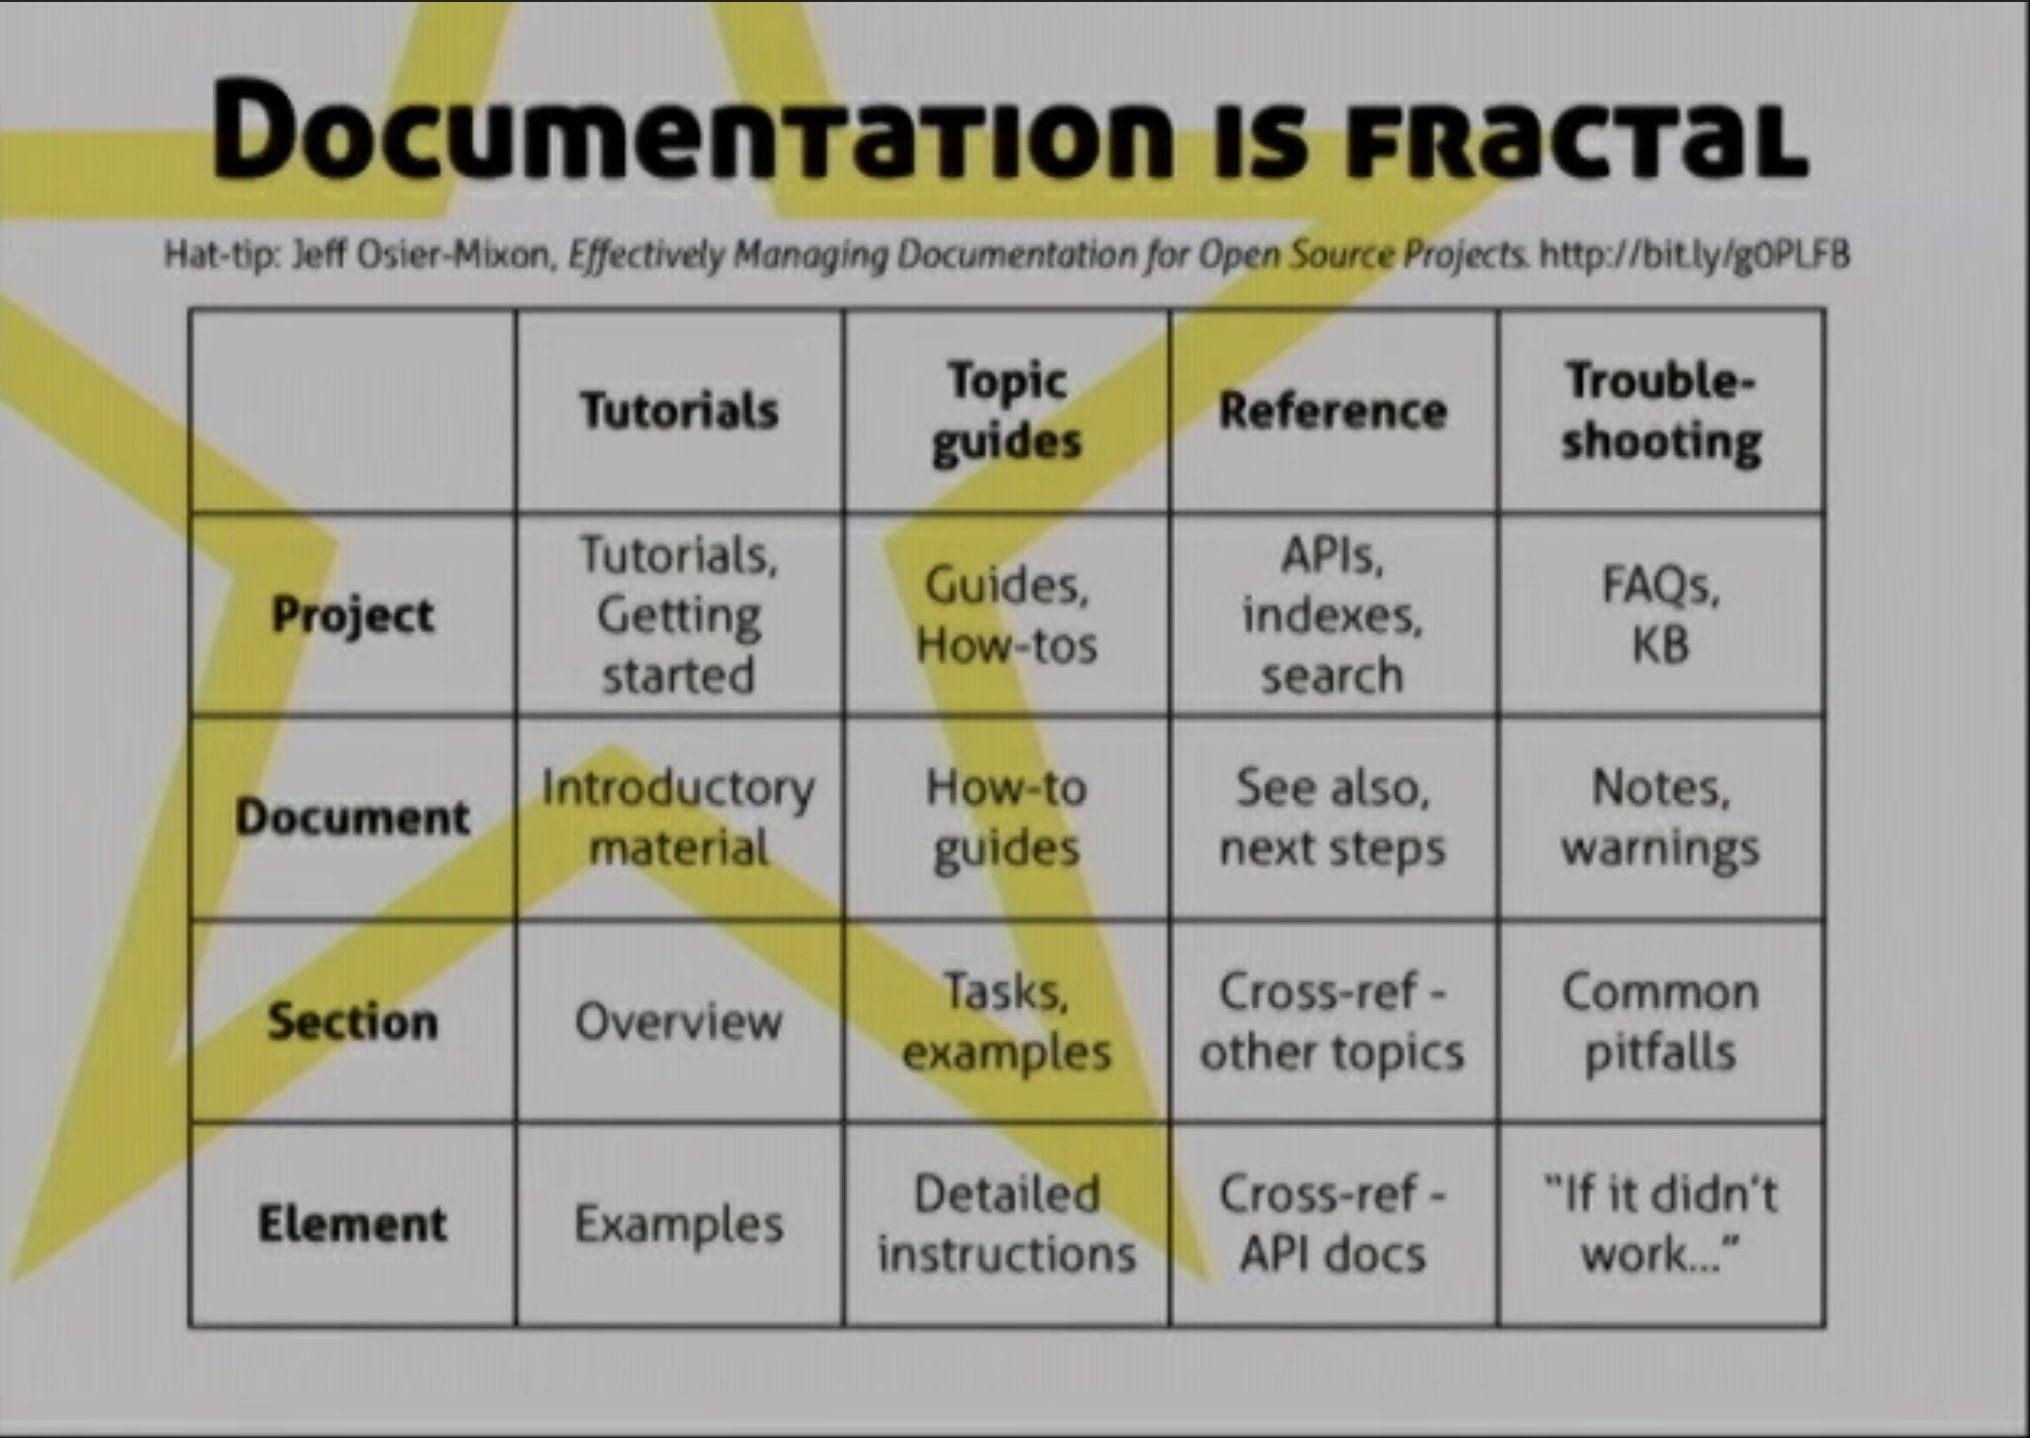 Documentation is fractal
Hat-tip: Jeff Osier-Mixon, Effectively Managing Documentation for Open Source Projects. http://bit.ly/g0PLF8
Tutorials
Topic
guides
Reference
Trouble-
shooting
Project
Tutorials,
Getting
started
Guides,
How-tos
APIs,
indexes,
search
FAQs,
KB
Document
Introductory
material
How-to
guides
See also,
next steps
Notes,
warnings
Section
Overview
Tasks,
examples
Cross-ref -
other topics
Common
pitfalls
Element
Examples
Detailed
instructions
Cross-ref -
API docs
“If it didn’t
work...”